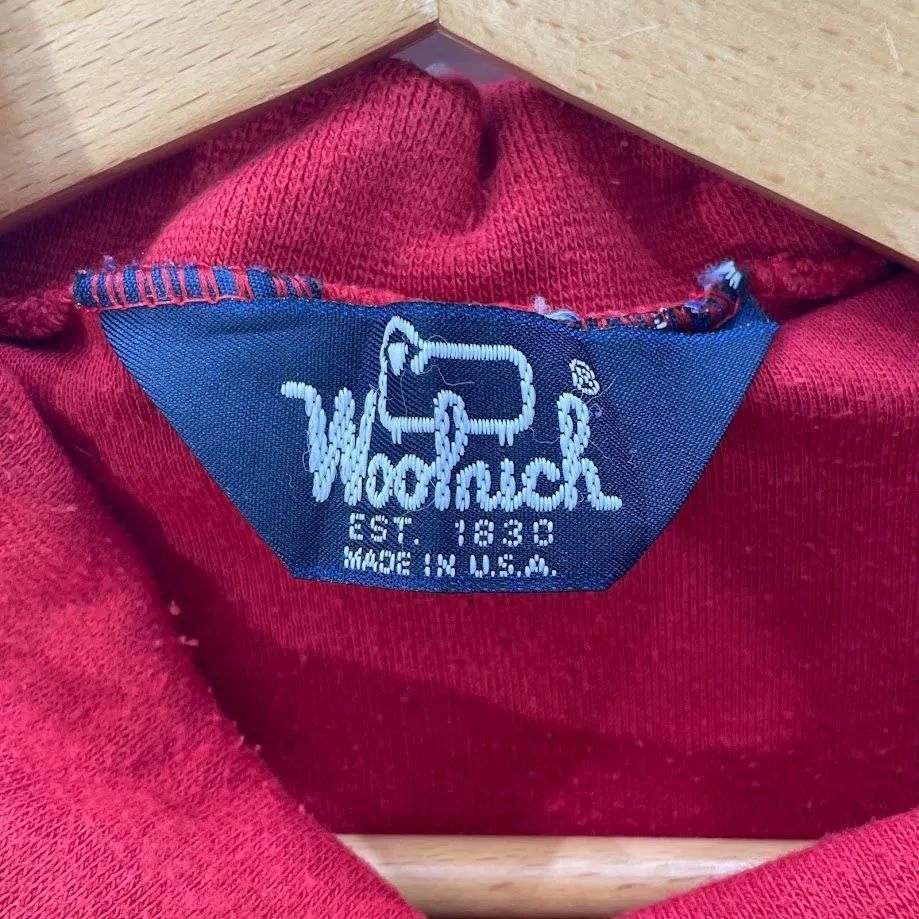 Woolrich ®
EST. 1830
MADE IN U.S.A.